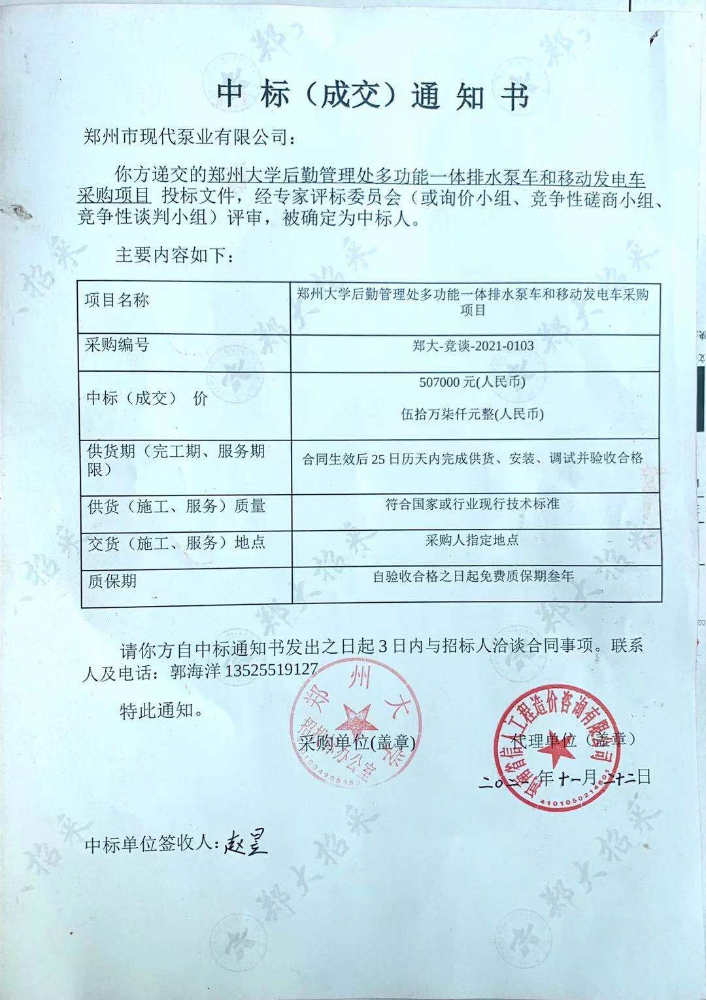 中 标（成交）通 知 书
郑州市现代泵业有限公司：
你方递交的郑州大学后勤管理处多功能一体排水泵车和移动发电车
采购项目 投标文件，经专家评标委员会（或询价小组、竞争性磋商小组、
竞争性谈判小组）评审，被确定为中标人。
主要内容如下：
项目名称
郑州大学后勤管理处多功能一体排水泵车和移动发电车采购
项目
采购编号
郑大-竞谈-2021-0103
中标（成交） 价
507000 元(人民币)
伍拾万柒仟元整(人民币)
供货期（完工期、服务期
限）
合同生效后 25 日历天内完成供货、安装、调试并验收合格
供货（施工、服务）质量
符合国家或行业现行技术标准
交货（施工、服务）地点
采购人指定地点
质保期
自验收合格之日起免费质保期叁年
请你方自中标通知书发出之日起 3 日内与招标人洽谈合同事项。联系
人及电话：郭海洋 13525519127
特此通知。
郑州大学
招投标办公室
采购单位(盖章)
河南省信人工程造价咨询有限公司
代理单位（盖章）
二〇二一年十一月二十二日
中标单位签收人：赵昱
郑大招采